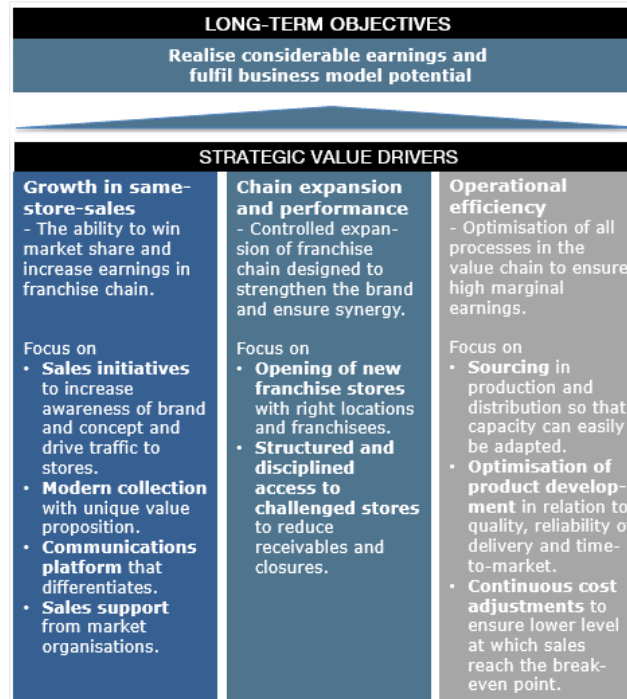 LONG-TERM OBJECTIVES
Realise considerable earnings and
fulfil business model potential
STRATEGIC VALUE DRIVERS
Growth in same-
store-sales
- The ability to win
market share and
increase earnings in
franchise chain.
Focus on
• Sales initiatives
to increase
awareness of brand
and concept and
drive traffic to
stores.
• Modern collection
with unique value
proposition.
• Communications
platform that
differentiates.
• Sales support
from market
organisations.
Chain expansion
and performance
- Controlled expan-
sion of franchise
chain designed to
strengthen the brand
and ensure synergy.
Focus on
• Opening of new
franchise stores
with right locations
and franchisees.
• Structured and
disciplined
access to
challenged stores
to reduce
receivables and
closures.
Operational
efficiency
- Optimisation of all
processes in the
value chain to ensure
high marginal
earnings.
Focus on
• Sourcing in
production and
distribution so that
capacity can easily
be adapted.
• Optimisation of
product develop-
ment in relation to
quality, reliability o
delivery and time-
to-market.
• Continuous cost
adjustments to
ensure lower level
at which sales
reach the break-
even point.